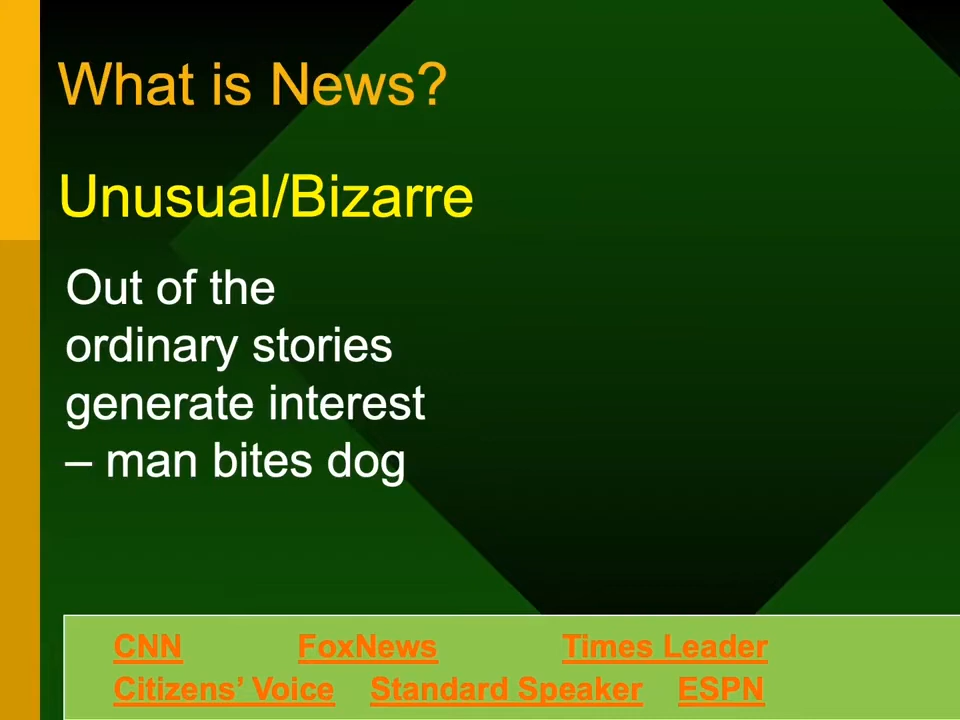 What is News?
Unusual/Bizarre
Out of the
ordinary stories
generate interest
– man bites dog
CNN FoxNews Times Leader
Citizens’ Voice Standard Speaker ESPN